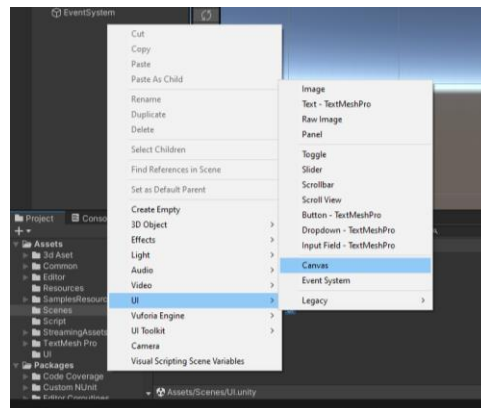 EventSystem
Cut
Copy
Paste
Paste As Child
Rename
Duplicate
Delete
Select Children
Find References in Scene
Set as Default Parent
Create Empty
3D Object
Effects
Light
Audio
Video
UI
Vuforia Engine
UI Toolkit
Camera
Visual Scripting Scene Variables
Image
Text - TextMeshPro
Raw Image
Panel
Toggle
Slider
Scrollbar
Scroll View
Button - TextMeshPro
Dropdown - TextMeshPro
Input Field - TextMeshPro
Canvas
Event System
Legacy
Project
Conso
Assets
3d Aset
Common
Editor
Resources
SamplesResourc
Scenes
Script
StreamingAssets
TextMesh Pro
UI
Packages
Code Coverage
Custom NUnit
Editor Coroutines
Assets/Scenes/UI.unity